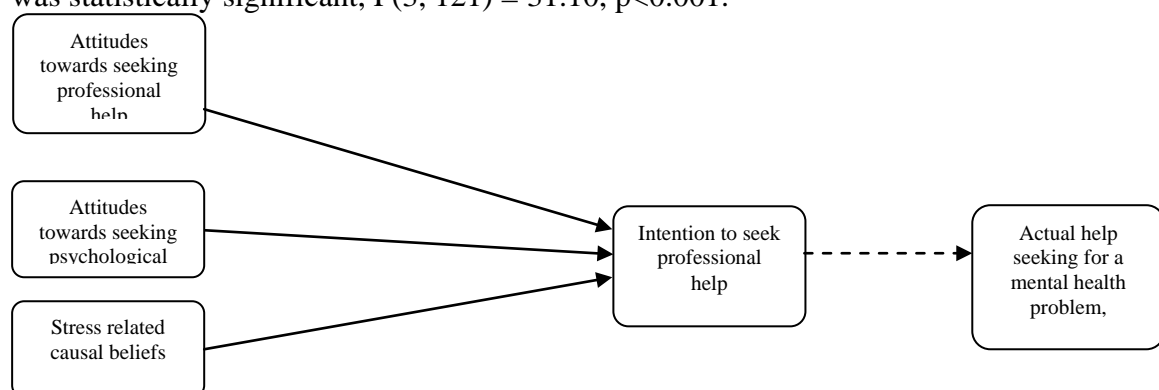 was statistically significant, F(3, 121) = 31.10, p<0.001.
Attitudes
towards seeking
professional
help
Attitudes
towards seeking
psychological
Stress related
causal beliefs
Intention to seek
professional
help
Actual help
seeking for a
mental health
problem,